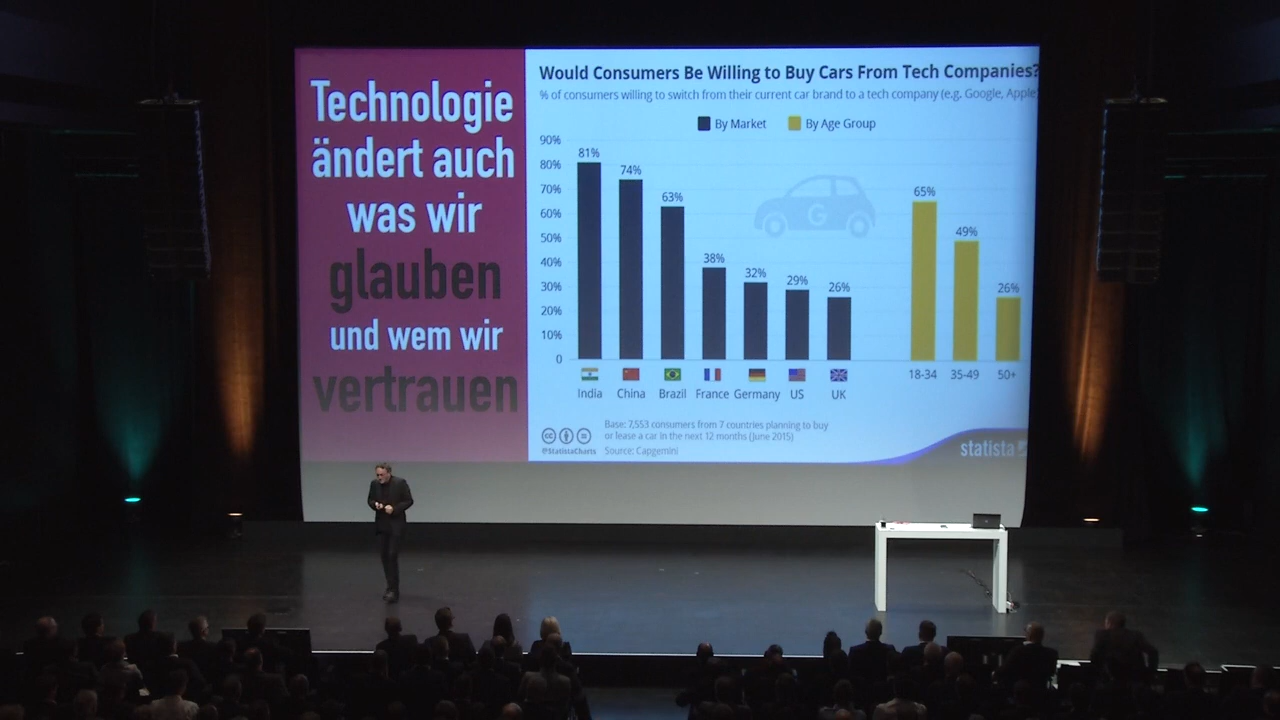 Technologie
ändert auch
was wir
glauben
und wem wir
vertrauen
Would Consumers Be Willing to Buy Cars From Tech Companies?
% of consumers willing to switch from their current car brand to a tech company (e.g. Google, Apple
By Market By Age Group
90%
80%
70%
60%
50%
40%
30%
20%
10%
0
81%
74%
63%
38%
32%
29%
26%
65%
49%
26%
G
India China Brazil France Germany US UK 18-34 35-49 50+
Base: 7,553 consumers from 7 countries planning to buy
or lease a car in the next 12 months (June 2015)
Source: Capgemini
cc
@StatistaCharts
statista